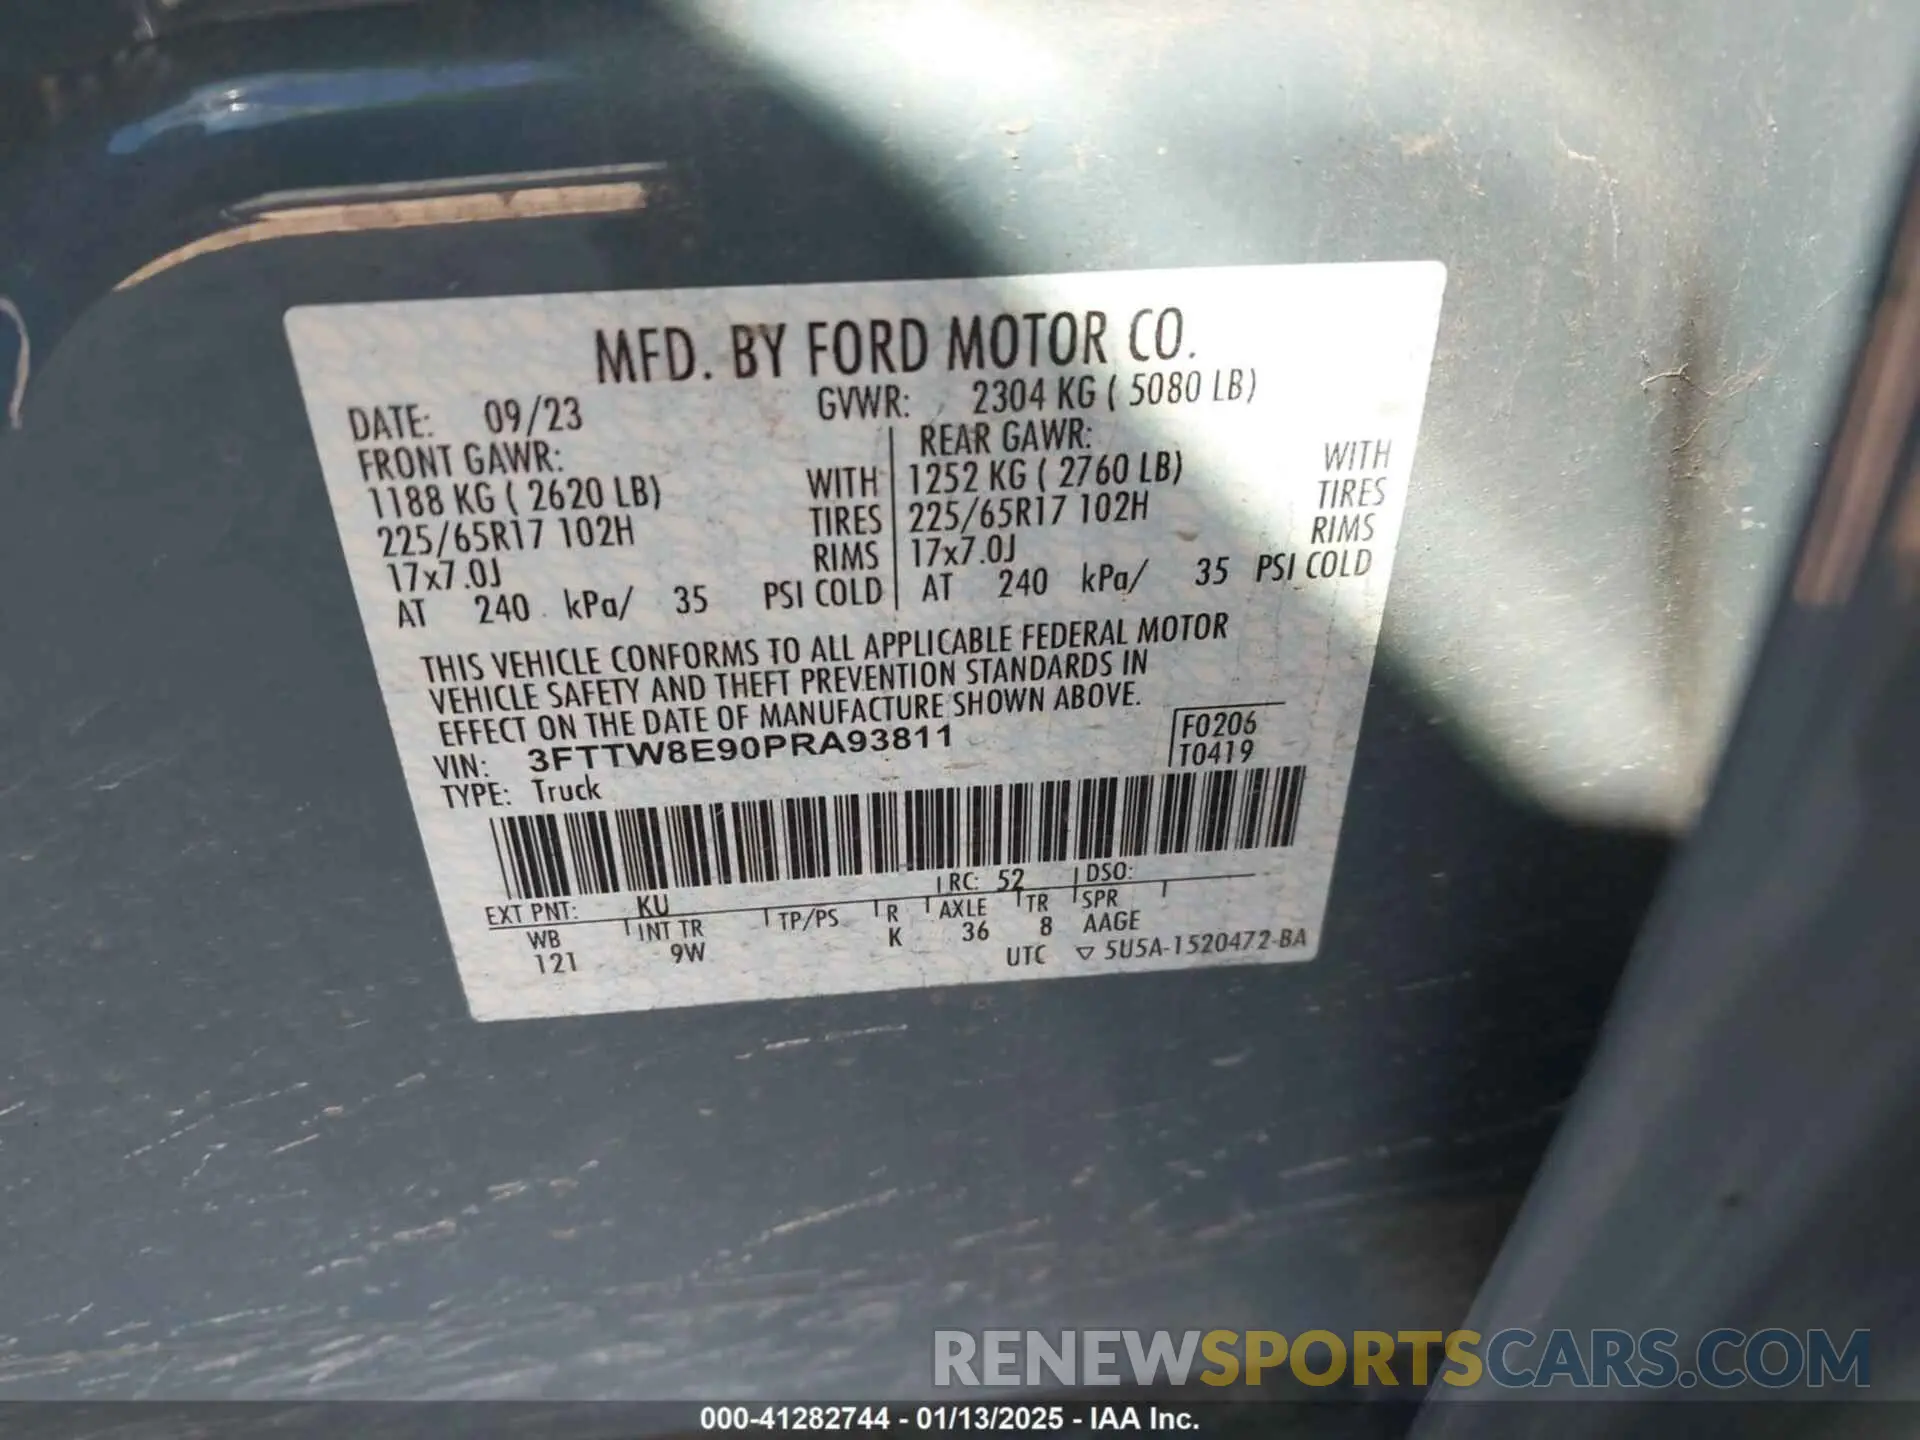 MFD. BY FORD MOTOR CO.
DATE: 09/23 GVWR: 2304 KG ( 5080 LB)
FRONT GAWR: REAR GAWR:
1188 KG ( 2620 LB) WITH 1252 KG ( 2760 LB) WITH
225/65R17 102H TIRES 225/65R17 102H TIRES
17x7.0J RIMS 17x7.0J RIMS
AT 240 kPa/ 35 PSI COLD AT 240 kPa/ 35 PSI COLD
THIS VEHICLE CONFORMS TO ALL APPLICABLE FEDERAL MOTOR
VEHICLE SAFETY AND THEFT PREVENTION STANDARDS IN
EFFECT ON THE DATE OF MANUFACTURE SHOWN ABOVE.
VIN: 3FTTW8E90PRA93811 F0206
TYPE: Truck T0419
EXT PNT: KU RC: 52 DSO:
WB INT TR TP/PS R AXLE TR SPR
121 9W K 36 8 AAGE
UTC ▽ 5U5A-1520472-BA
RENEWSPORTSCARS.COM
000-41282744 - 01/13/2025 - IAA Inc.